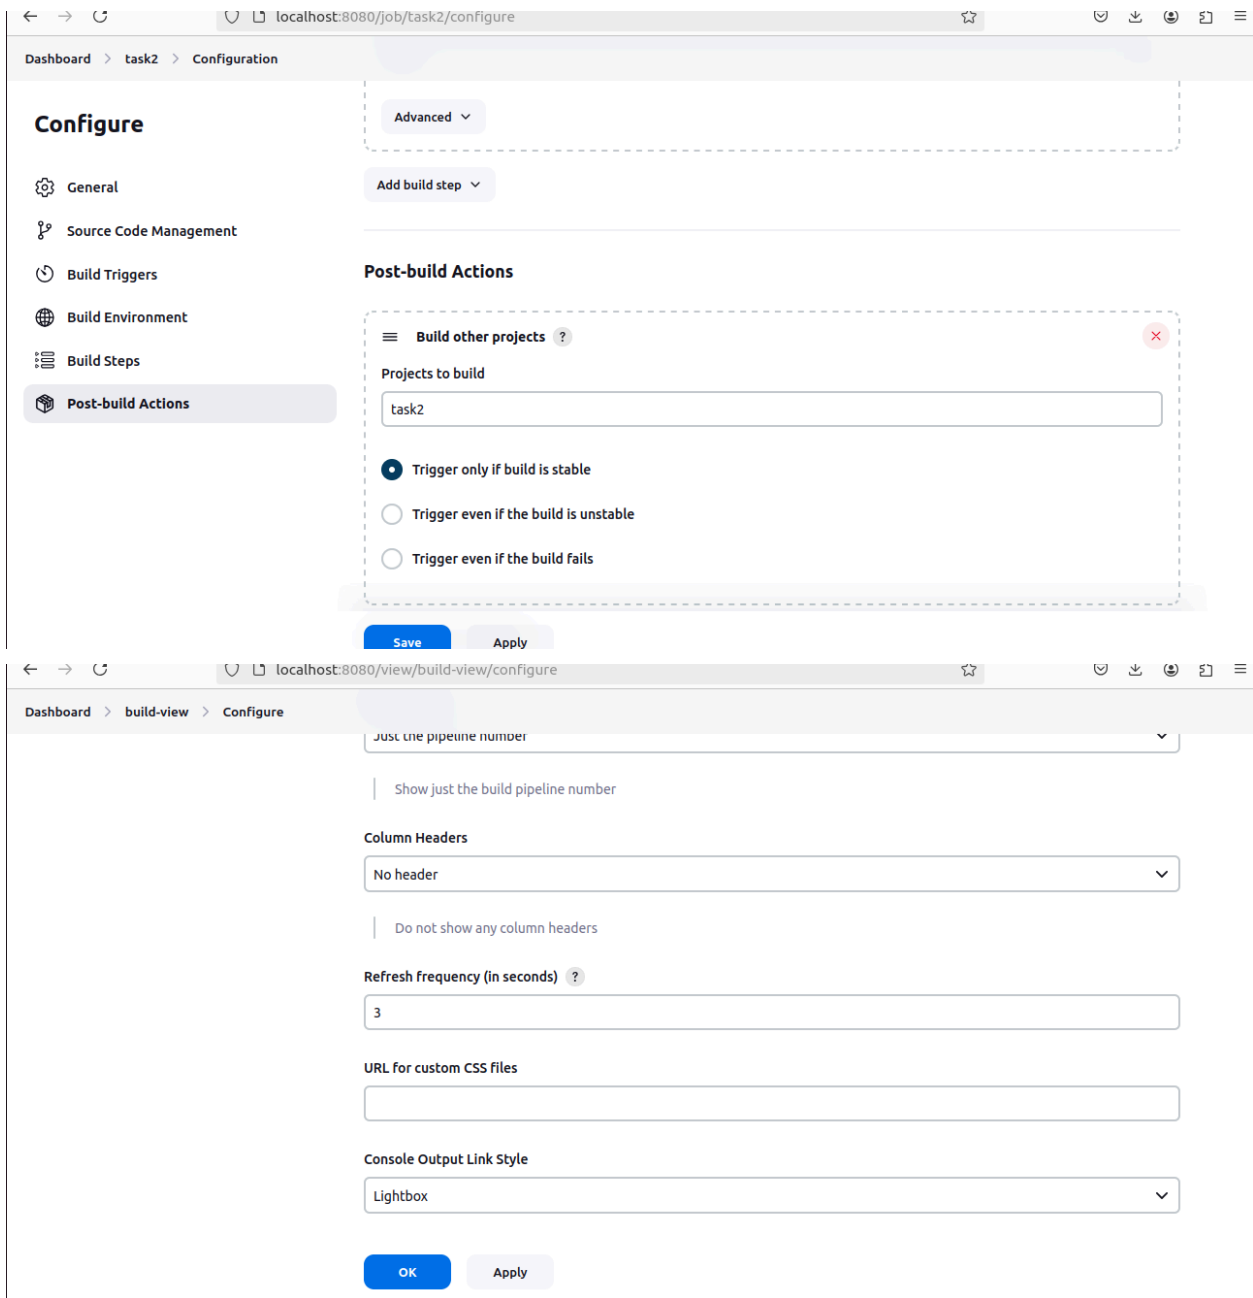 localhost:8080/job/task2/configure
Dashboard > task2 > Configuration
Configure
General
Source Code Management
Build Triggers
Build Environment
Build Steps
Post-build Actions
Advanced
Add build step
Post-build Actions
Build other projects ?
Projects to build
task2
Trigger only if build is stable
Trigger even if the build is unstable
Trigger even if the build fails
Save Apply
localhost:8080/view/build-view/configure
Dashboard > build-view > Configure
Just the pipeline number
Show just the build pipeline number
Column Headers
No header
Do not show any column headers
Refresh frequency (in seconds) ?
3
URL for custom CSS files
Console Output Link Style
Lightbox
OK Apply